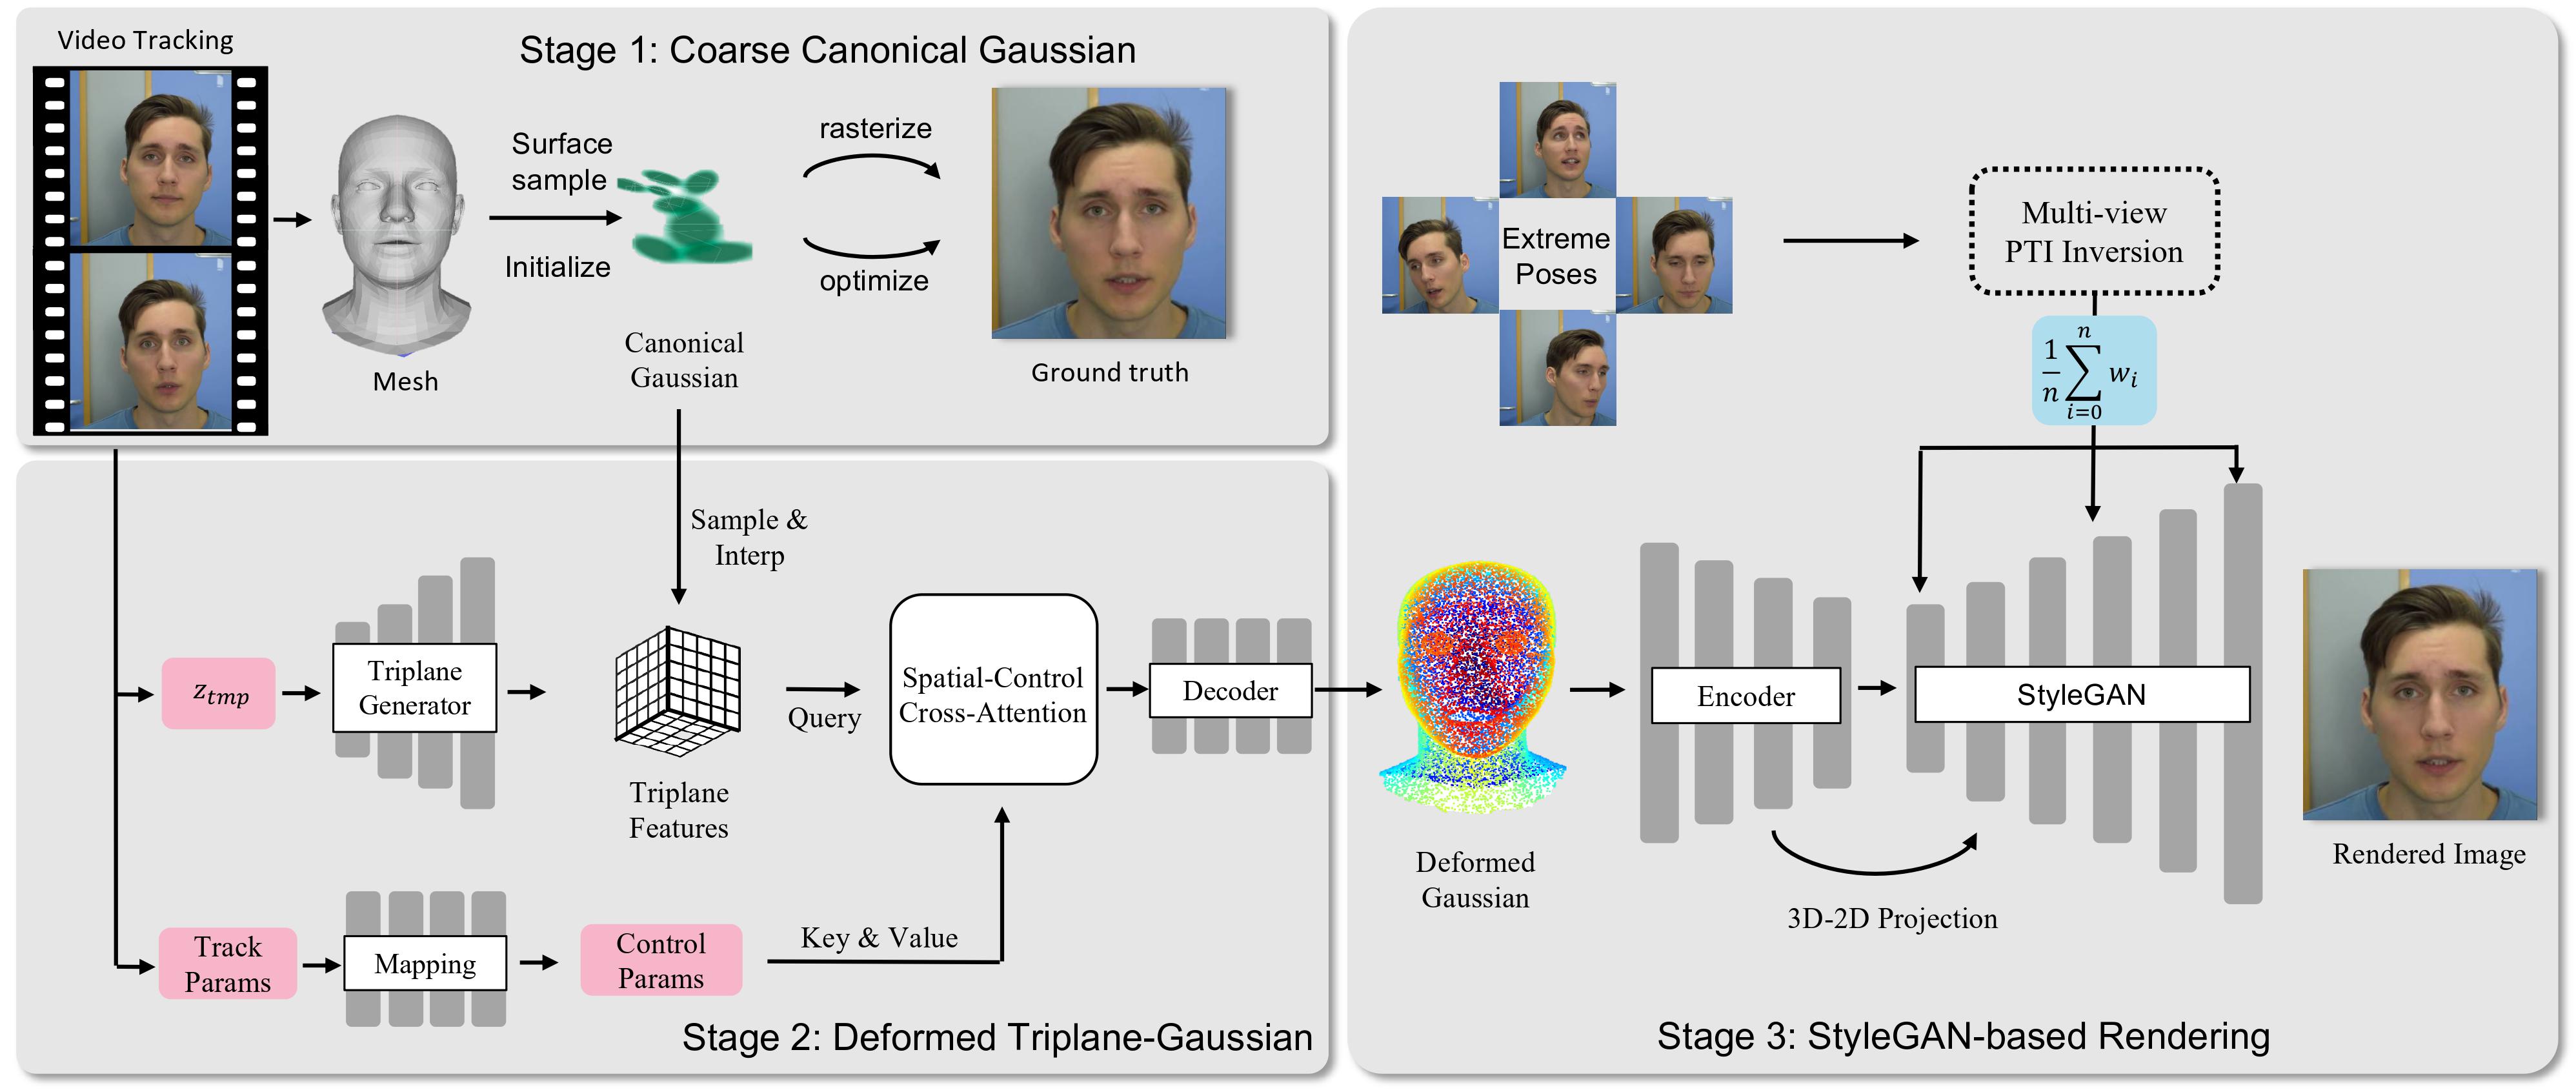 Video Tracking
Stage 1: Coarse Canonical Gaussian
Surface
sample
Initialize
rasterize
optimize
Mesh
Canonical
Gaussian
Ground truth
Sample &
Interp
z_{tmp}
Triplane
Generator
Triplane
Features
Query
Spatial-Control
Cross-Attention
Decoder
Track
Params
Mapping
Control
Params
Key & Value
Stage 2: Deformed Triplane-Gaussian
Extreme
Poses
Multi-view
PTI Inversion
\frac{1}{n}\sum_{i=0}^{n} w_i
Deformed
Gaussian
Encoder
StyleGAN
3D-2D Projection
Rendered Image
Stage 3: StyleGAN-based Rendering